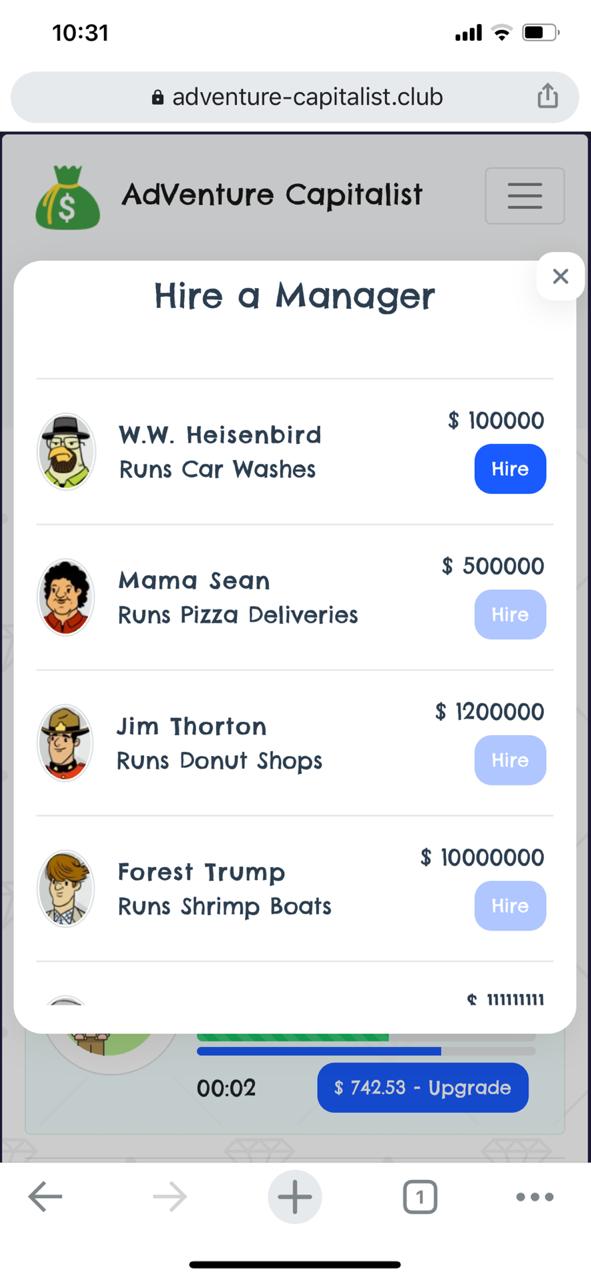 10:31
adventure-capitalist.club
$
AdVenture Capitalist
Hire a Manager
W.W. Heisenbird
Runs Car Washes
$ 100000
Hire
Mama Sean
Runs Pizza Deliveries
$ 500000
Hire
Jim Thorton
Runs Donut Shops
$ 1200000
Hire
Forest Trump
Runs Shrimp Boats
$ 10000000
Hire
00:02
$ 742.53 - Upgrade
1